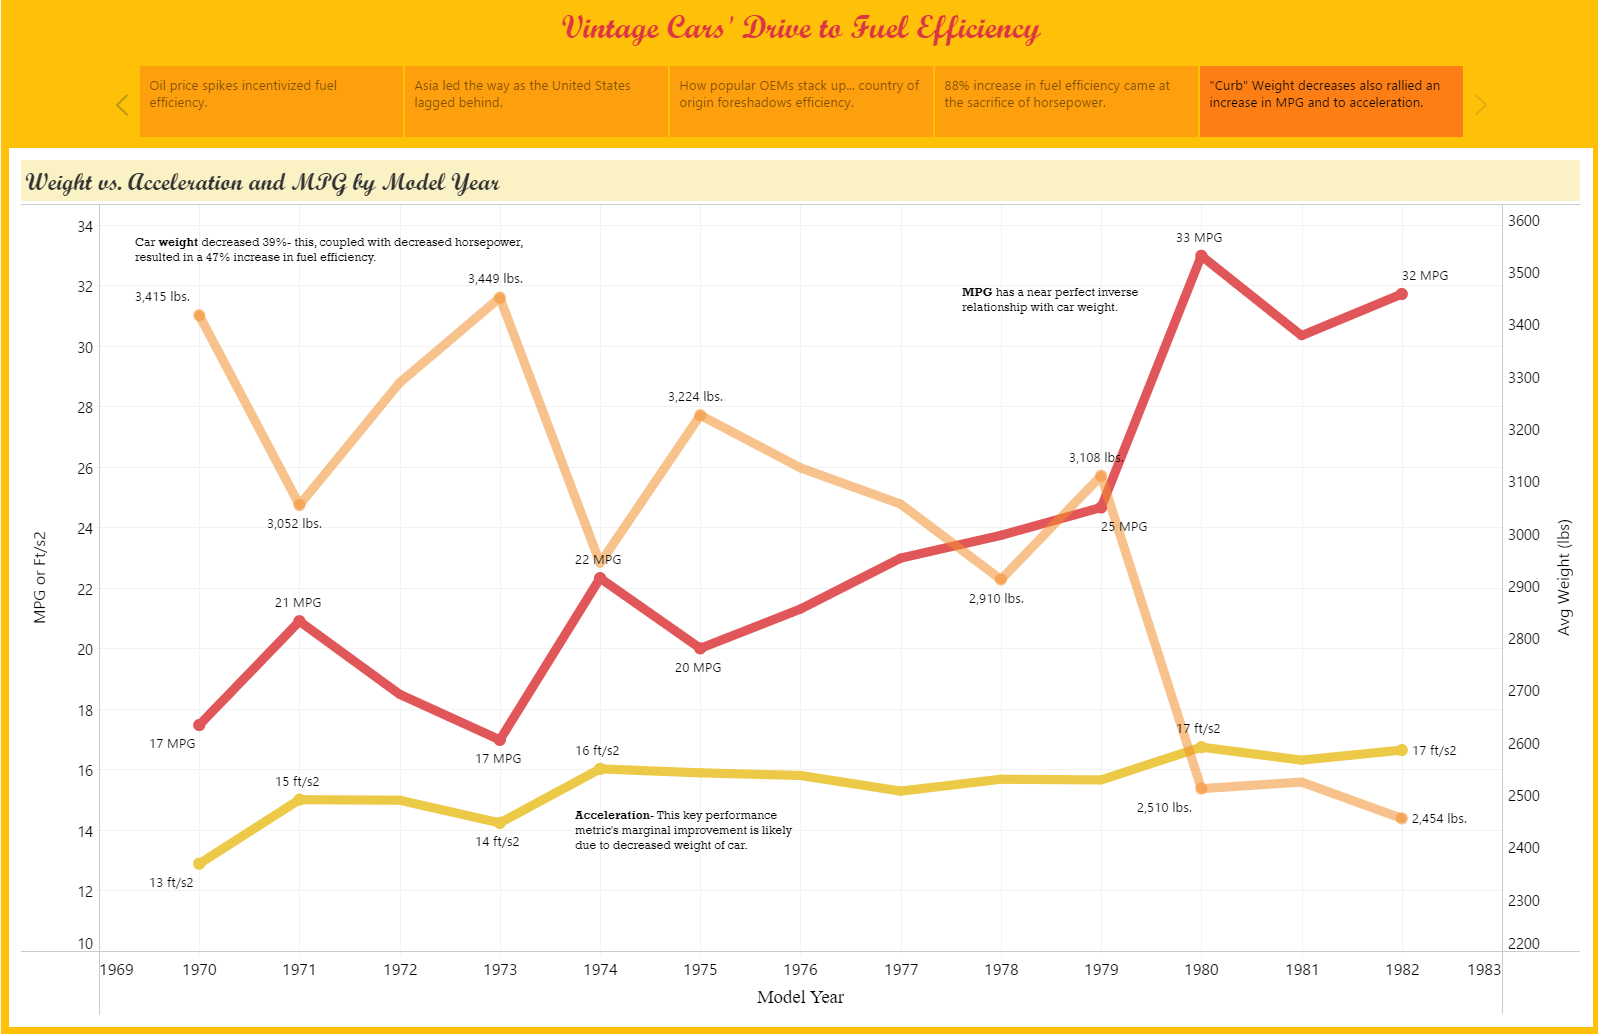 Vintage Cars' Drive to Fuel Efficiency
Oil price spikes incentivized fuel
efficiency.
Asia led the way as the United States
lagged behind.
How popular OEMs stack up... country of
origin foreshadows efficiency.
88% increase in fuel efficiency came at
the sacrifice of horsepower.
"Curb" Weight decreases also rallied an
increase in MPG and to acceleration.
Weight vs. Acceleration and MPG by Model Year
34
32
30
28
26
24
22
20
18
16
14
12
10
MPG or Ft/s2
Car weight decreased 39%- this, coupled with decreased horsepower,
resulted in a 47% increase in fuel efficiency.
MPG has a near perfect inverse
relationship with car weight.
Acceleration- This key performance
metric's marginal improvement is likely
due to decreased weight of car.
3,415 lbs.
3,052 lbs.
3,449 lbs.
3,224 lbs.
2,910 lbs.
3,108 lbs.
2,510 lbs.
2,454 lbs.
17 MPG
21 MPG
17 MPG
22 MPG
20 MPG
25 MPG
33 MPG
32 MPG
13 ft/s2
15 ft/s2
14 ft/s2
16 ft/s2
17 ft/s2
17 ft/s2
3600
3500
3400
3300
3200
3100
3000
2900
2800
2700
2600
2500
2400
2300
2200
Avg Weight (lbs)
1969
1970
1971
1972
1973
1974
1975
1976
1977
1978
1979
1980
1981
1982
1983
Model Year